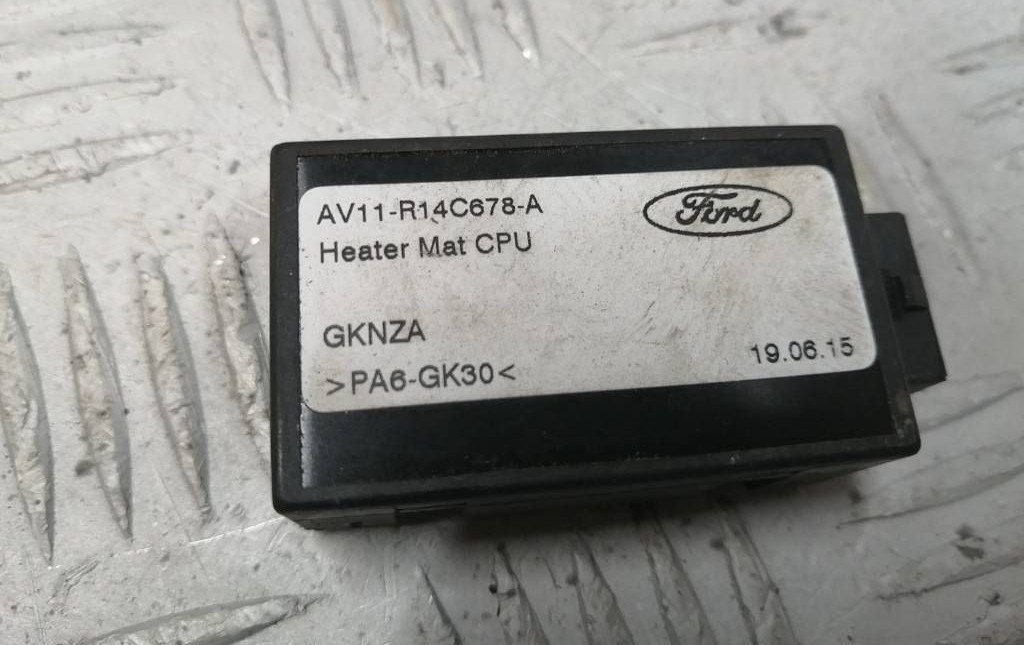 AV11-R14C678-A
Ford
Heater Mat CPU
GKNZA
19.06.15
>PA6-GK30<